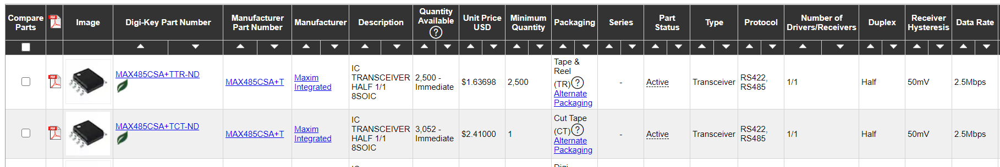 Compare Parts
PDF
Image
Digi-Key Part Number
Manufacturer Part Number
Manufacturer
Description
Quantity Available ?
Unit Price USD
Minimum Quantity
Packaging
Series
Part Status
Type
Protocol
Number of Drivers/Receivers
Duplex
Receiver Hysteresis
Data Rate
PDF
MAX485CSA+TTR-ND
MAX485CSA+T
Maxim
Integrated
IC
TRANSCEIVER
HALF 1/1
8SOIC
2,500 -
Immediate
$1.63698
2,500
Tape &
Reel
(TR)?
Alternate
Packaging
-
Active
Transceiver
RS422,
RS485
1/1
Half
50mV
2.5Mbps
PDF
MAX485CSA+TCT-ND
MAX485CSA+T
Maxim
Integrated
IC
TRANSCEIVER
HALF 1/1
8SOIC
3,052 -
Immediate
$2.41000
1
Cut Tape
(CT)?
Alternate
Packaging
-
Active
Transceiver
RS422,
RS485
1/1
Half
50mV
2.5Mbps